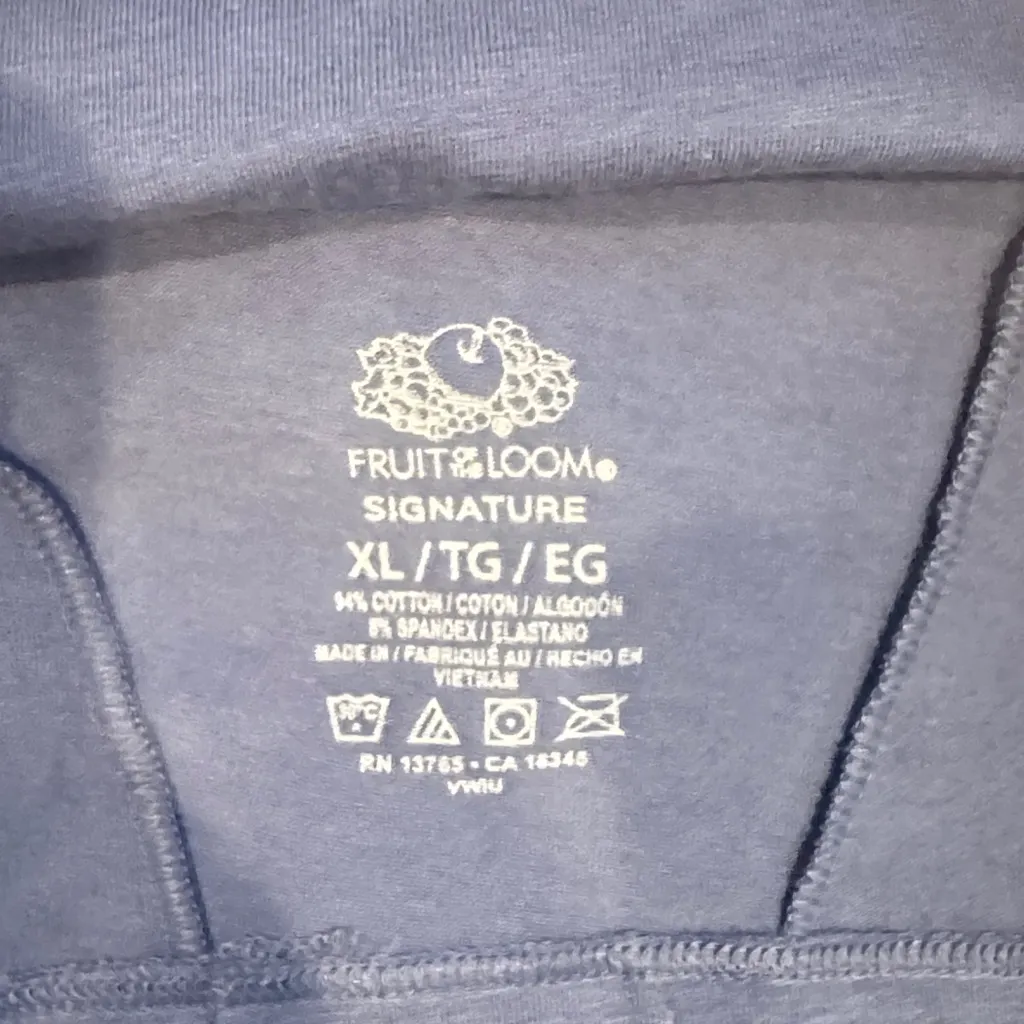 FRUIT OF THE LOOM®
SIGNATURE
XL / TG / EG
94% COTTON / COTON / ALGODÓN
6% SPANDEX / ELASTANO
MADE IN / FABRIQUÉ AU / HECHO EN
VIETNAM
RN 13765 • CA 18345